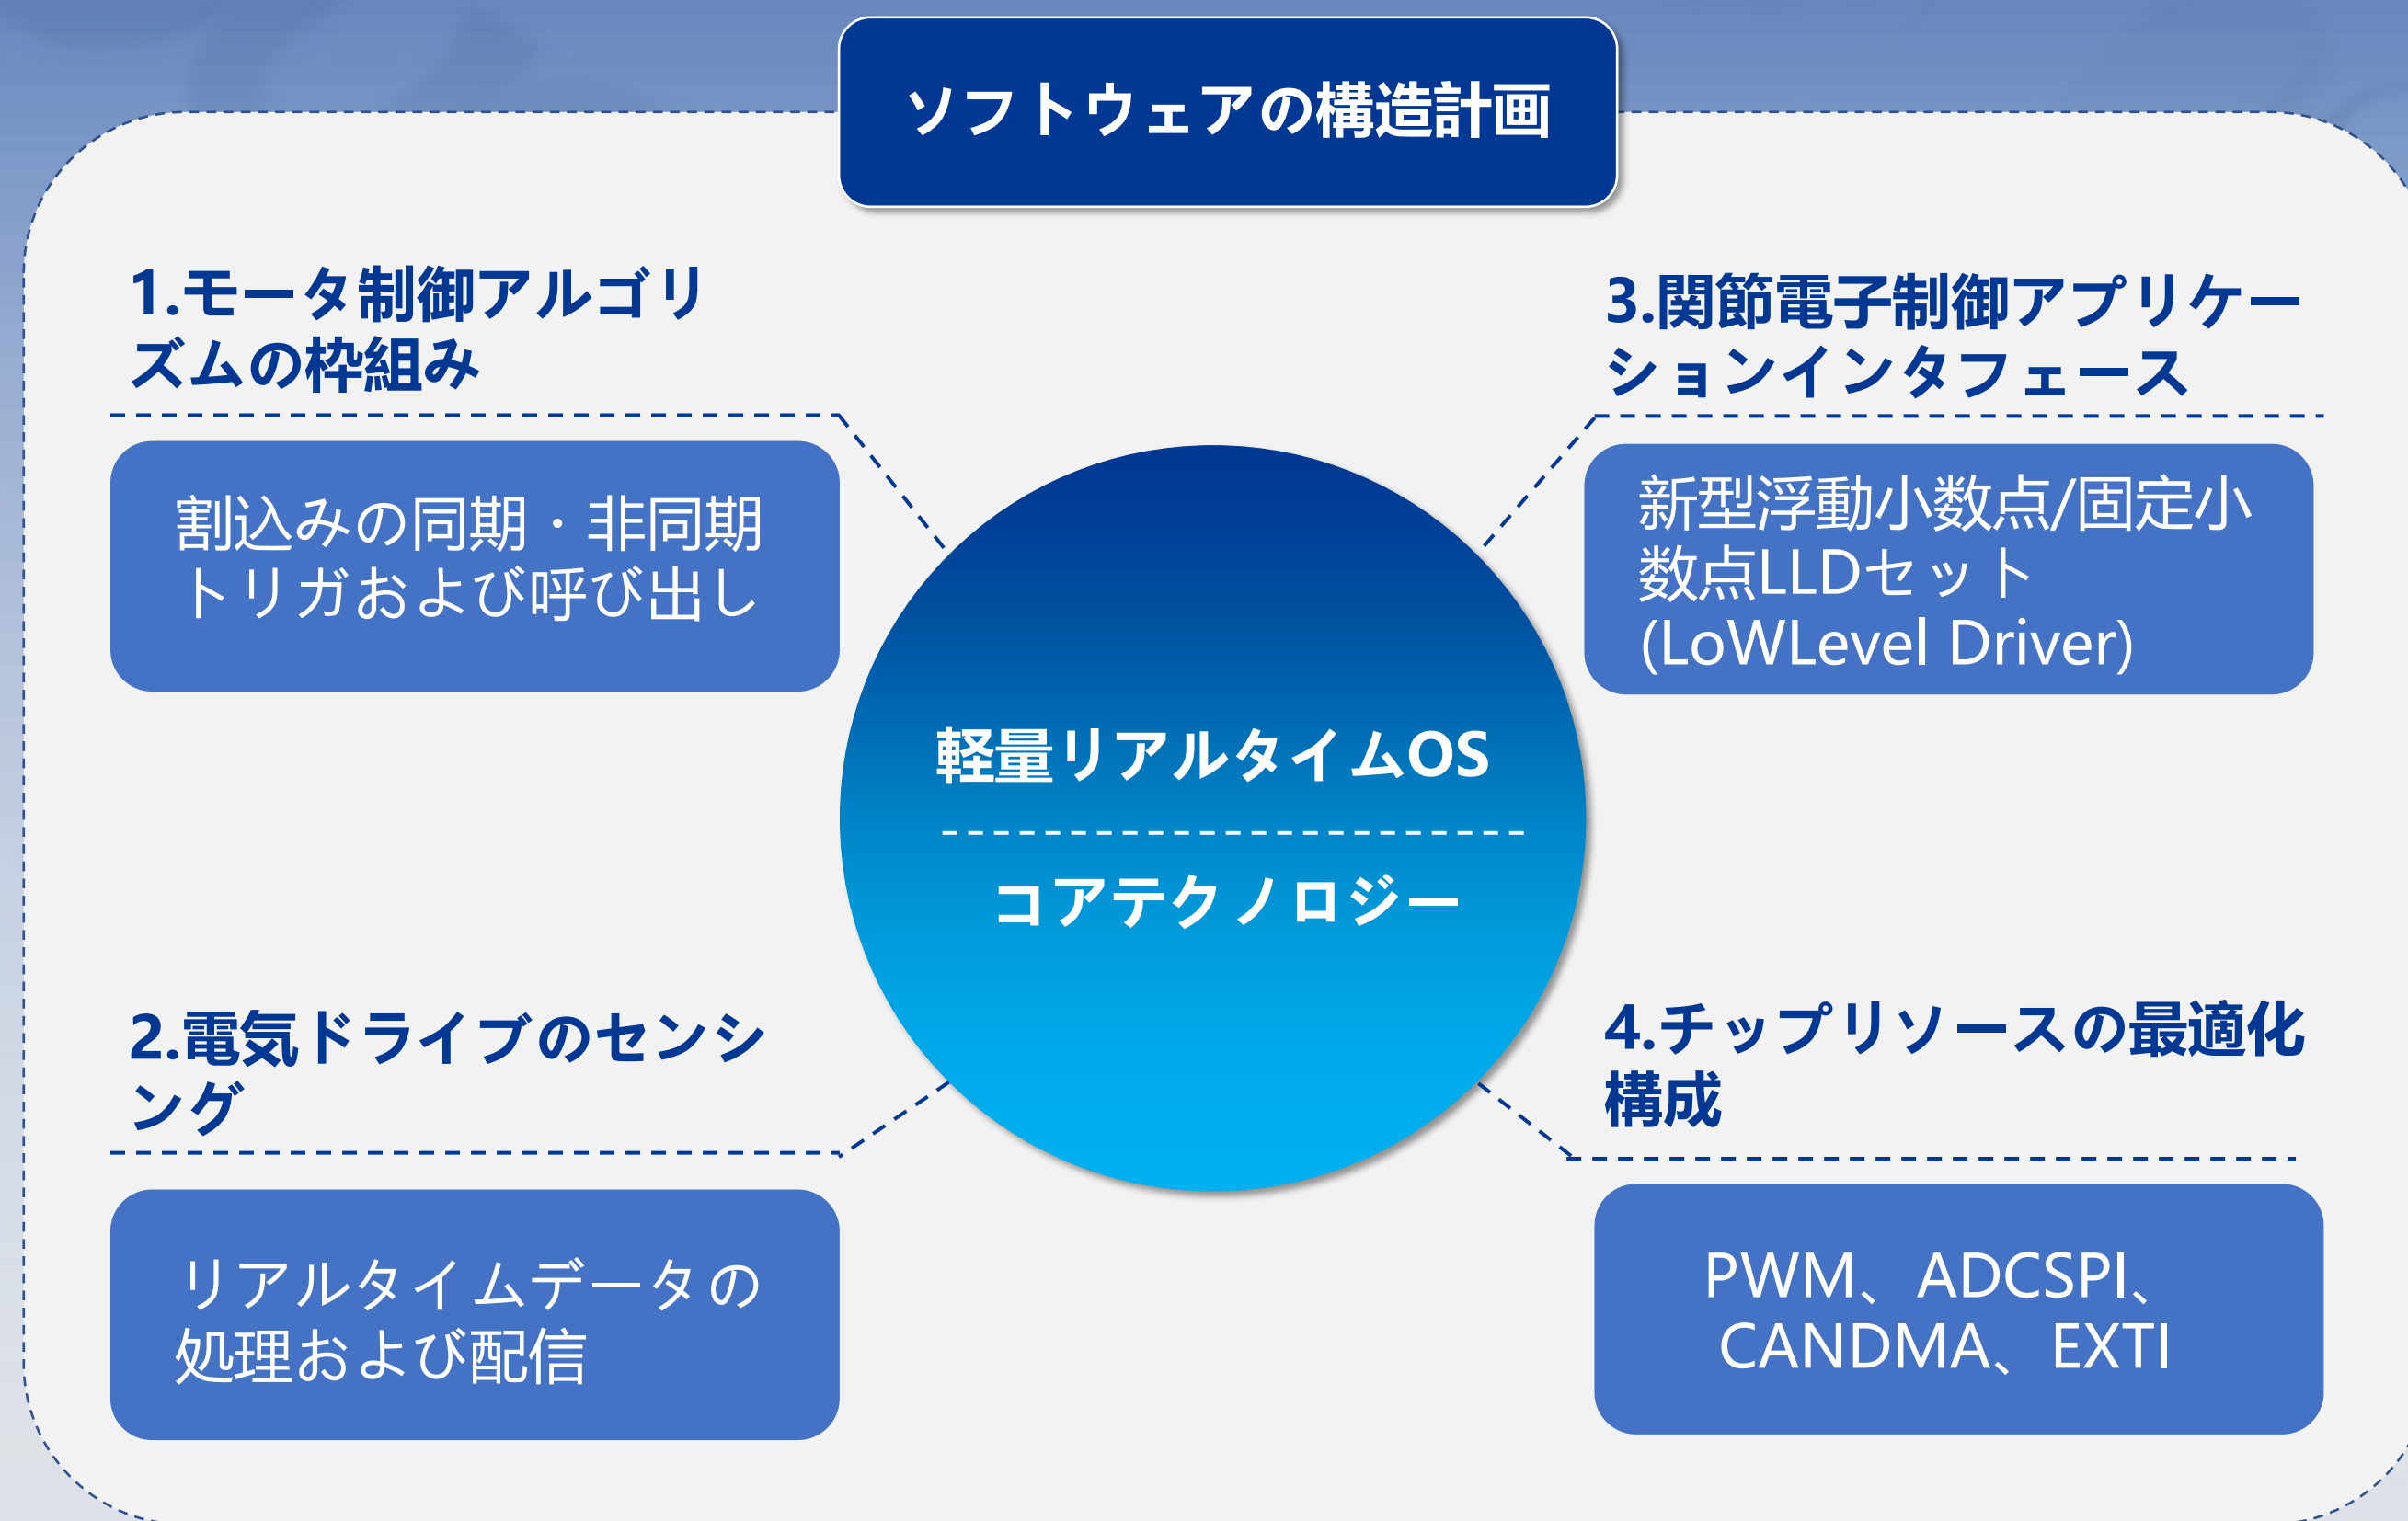 ソフトウェアの構造計画
1.モータ制御アルゴリ
ズムの枠組み
割込みの同期・非同期
トリガおよび呼び出し
2.電気ドライブのセンシ
ング
リアルタイムデータの
処理および配信
軽量リアルタイムOS
コアテクノロジー
3.関節電子制御アプリケー
ションインタフェース
新型浮動小数点/固定小
数点LLDセット
(LoWLevel Driver)
4.チップリソースの最適化
構成
PWM、ADCSPI、
CANDMA、EXTI